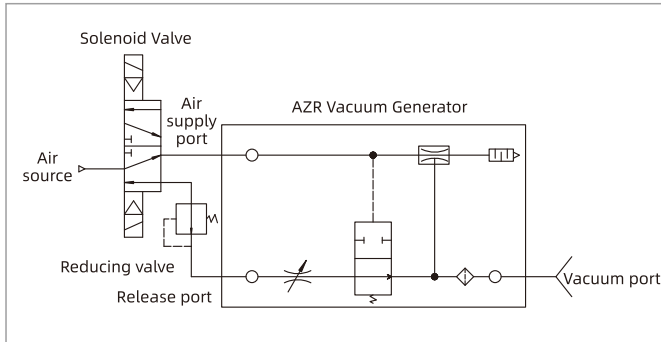 Solenoid Valve
Air
supply
port
AZR Vacuum Generator
Air
source
Reducing valve
Release port
Vacuum port